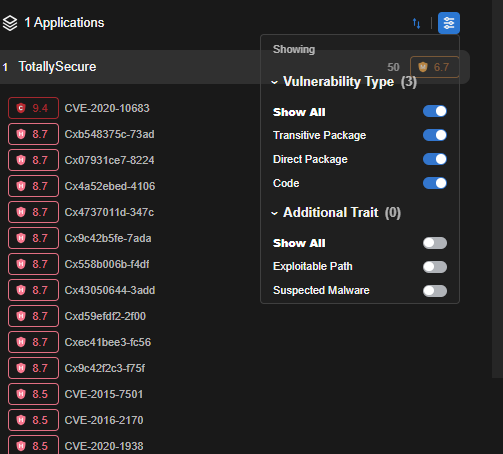 1 Applications
Showing
1 TotallySecure 50 M 6.7
Vulnerability Type (3)
Show All
Transitive Package
Direct Package
Code
Additional Trait (0)
Show All
Exploitable Path
Suspected Malware
C 9.4 CVE-2020-10683
H 8.7 Cxb548375c-73ad
H 8.7 Cx07931ce7-8224
H 8.7 Cx4a52ebed-4106
H 8.7 Cx4737011d-347c
H 8.7 Cx9c42b5fe-7ada
H 8.7 Cx558b006b-f4df
H 8.7 Cx43050644-3add
H 8.7 Cxd59efdf2-2f00
H 8.7 Cxec41bee3-fc56
H 8.7 Cx9c42f2c3-f75f
H 8.5 CVE-2015-7501
H 8.5 CVE-2016-2170
H 8.5 CVE-2020-1938